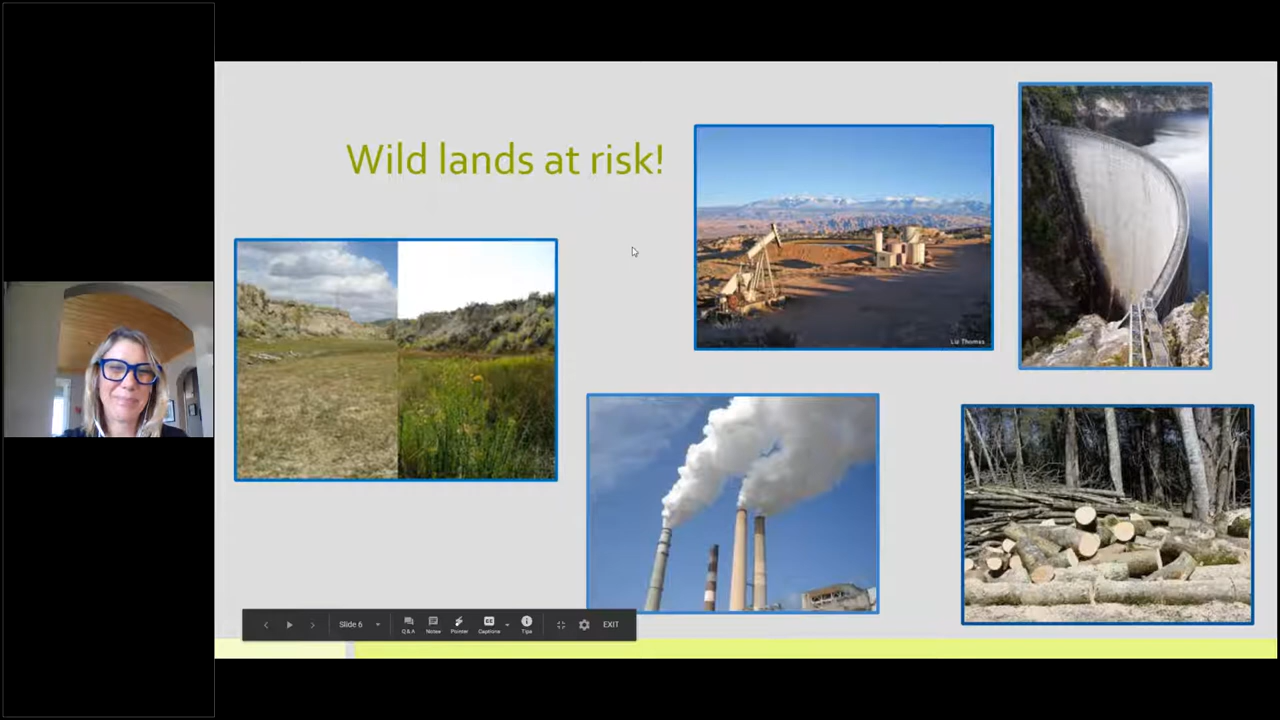 Wild lands at risk!
Liz Thomas
Slide 6
Q&A
Notes
Pointer
Captions
Tips
EXIT